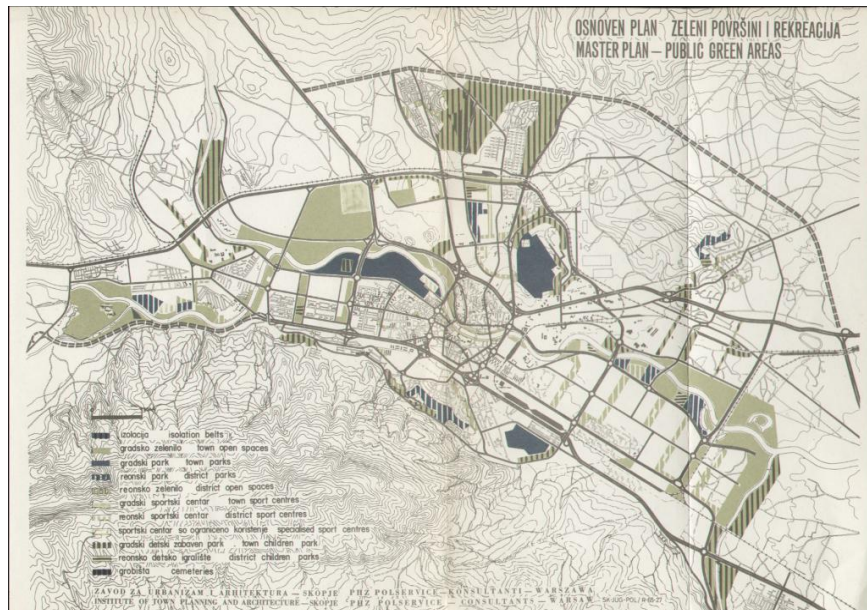 OSNOVEN PLAN ZELENI POVRŠINI I REKREACIJA
MASTER PLAN — PUBLIC GREEN AREAS
izolacija isolation belts
gradsko zelenilo town open spaces
gradski park town parks
reonski park district parks
reonsko zelenilo district open spaces
gradski sportski centar town sport centres
reonski sportski centar district sport centres
sportski centar so ograniceno koristenje specialised sport centres
gradski detski zabaven park town children park
reonsko detsko igralište district children parks
grobišta cemeteries
ZAVOD ZA URBANIZAM I ARHITEKTURA — SKOPJE PHZ POLSERVICE — KONSULTANTI — WARSZAWA
INSTITUTE OF TOWN PLANNING AND ARCHITECTURE — SKOPJE PHZ POLSERVICE — CONSULTANTS — WARSAW